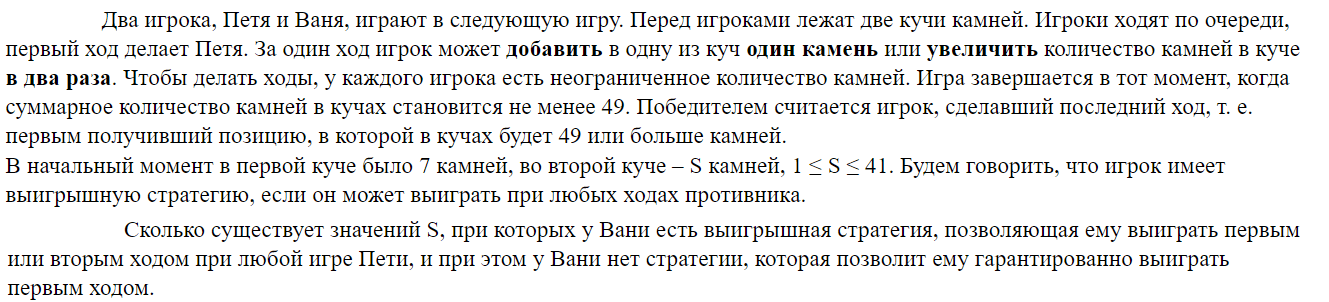 Два игрока, Петя и Ваня, играют в следующую игру. Перед игроками лежат две кучи камней. Игроки ходят по очереди,
первый ход делает Петя. За один ход игрок может добавить в одну из куч один камень или увеличить количество камней в куче
в два раза. Чтобы делать ходы, у каждого игрока есть неограниченное количество камней. Игра завершается в тот момент, когда
суммарное количество камней в кучах становится не менее 49. Победителем считается игрок, сделавший последний ход, т. е.
первым получивший позицию, в которой в кучах будет 49 или больше камней.
В начальный момент в первой куче было 7 камней, во второй куче – S камней, 1 ≤ S ≤ 41. Будем говорить, что игрок имеет
выигрышную стратегию, если он может выиграть при любых ходах противника.
Сколько существует значений S, при которых у Вани есть выигрышная стратегия, позволяющая ему выиграть первым
или вторым ходом при любой игре Пети, и при этом у Вани нет стратегии, которая позволит ему гарантированно выиграть
первым ходом.